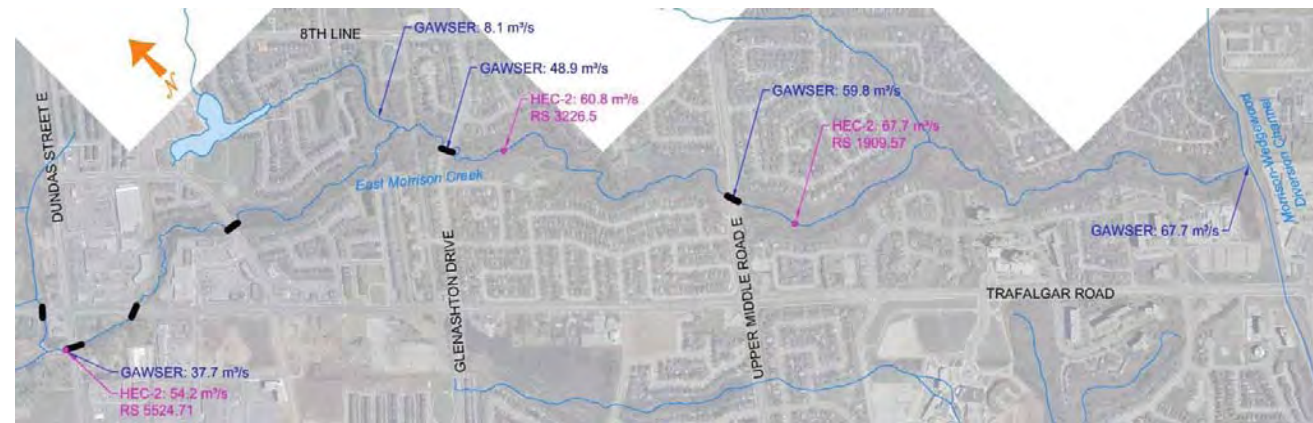 8TH LINE
GAWSER: 8.1 m³/s
GAWSER: 48.9 m³/s
HEC-2: 60.8 m³/s
RS 3226.5
GAWSER: 59.8 m³/s
HEC-2: 67.7 m³/s
RS 1909.57
N
DUNDAS STREET E
East Morrison Creek
Morrison-Wedgewood
Diversion Channel
GAWSER: 67.7 m³/s
GLENASHTON DRIVE
UPPER MIDDLE ROAD E
TRAFALGAR ROAD
GAWSER: 37.7 m³/s
HEC-2: 54.2 m³/s
RS 5524.71